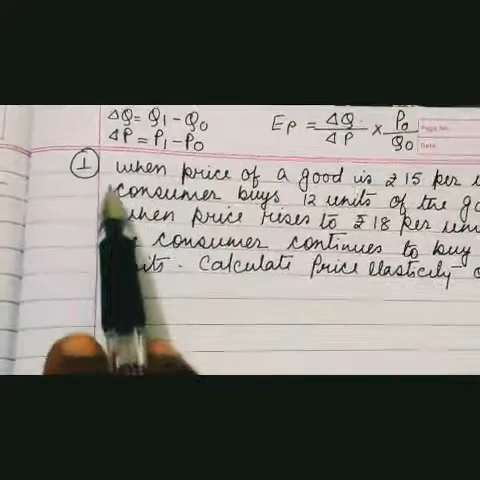 ΔQ = Q1 - Q0
ΔP = P1 - P0
EP = ΔQ/ΔP × P0/Q0
Page No.
Date
① when price of a good is ₹15 per
consumer buys 12 units of the
when price rises to ₹18 per
consumer continues to buy
Calculate Price elasticity